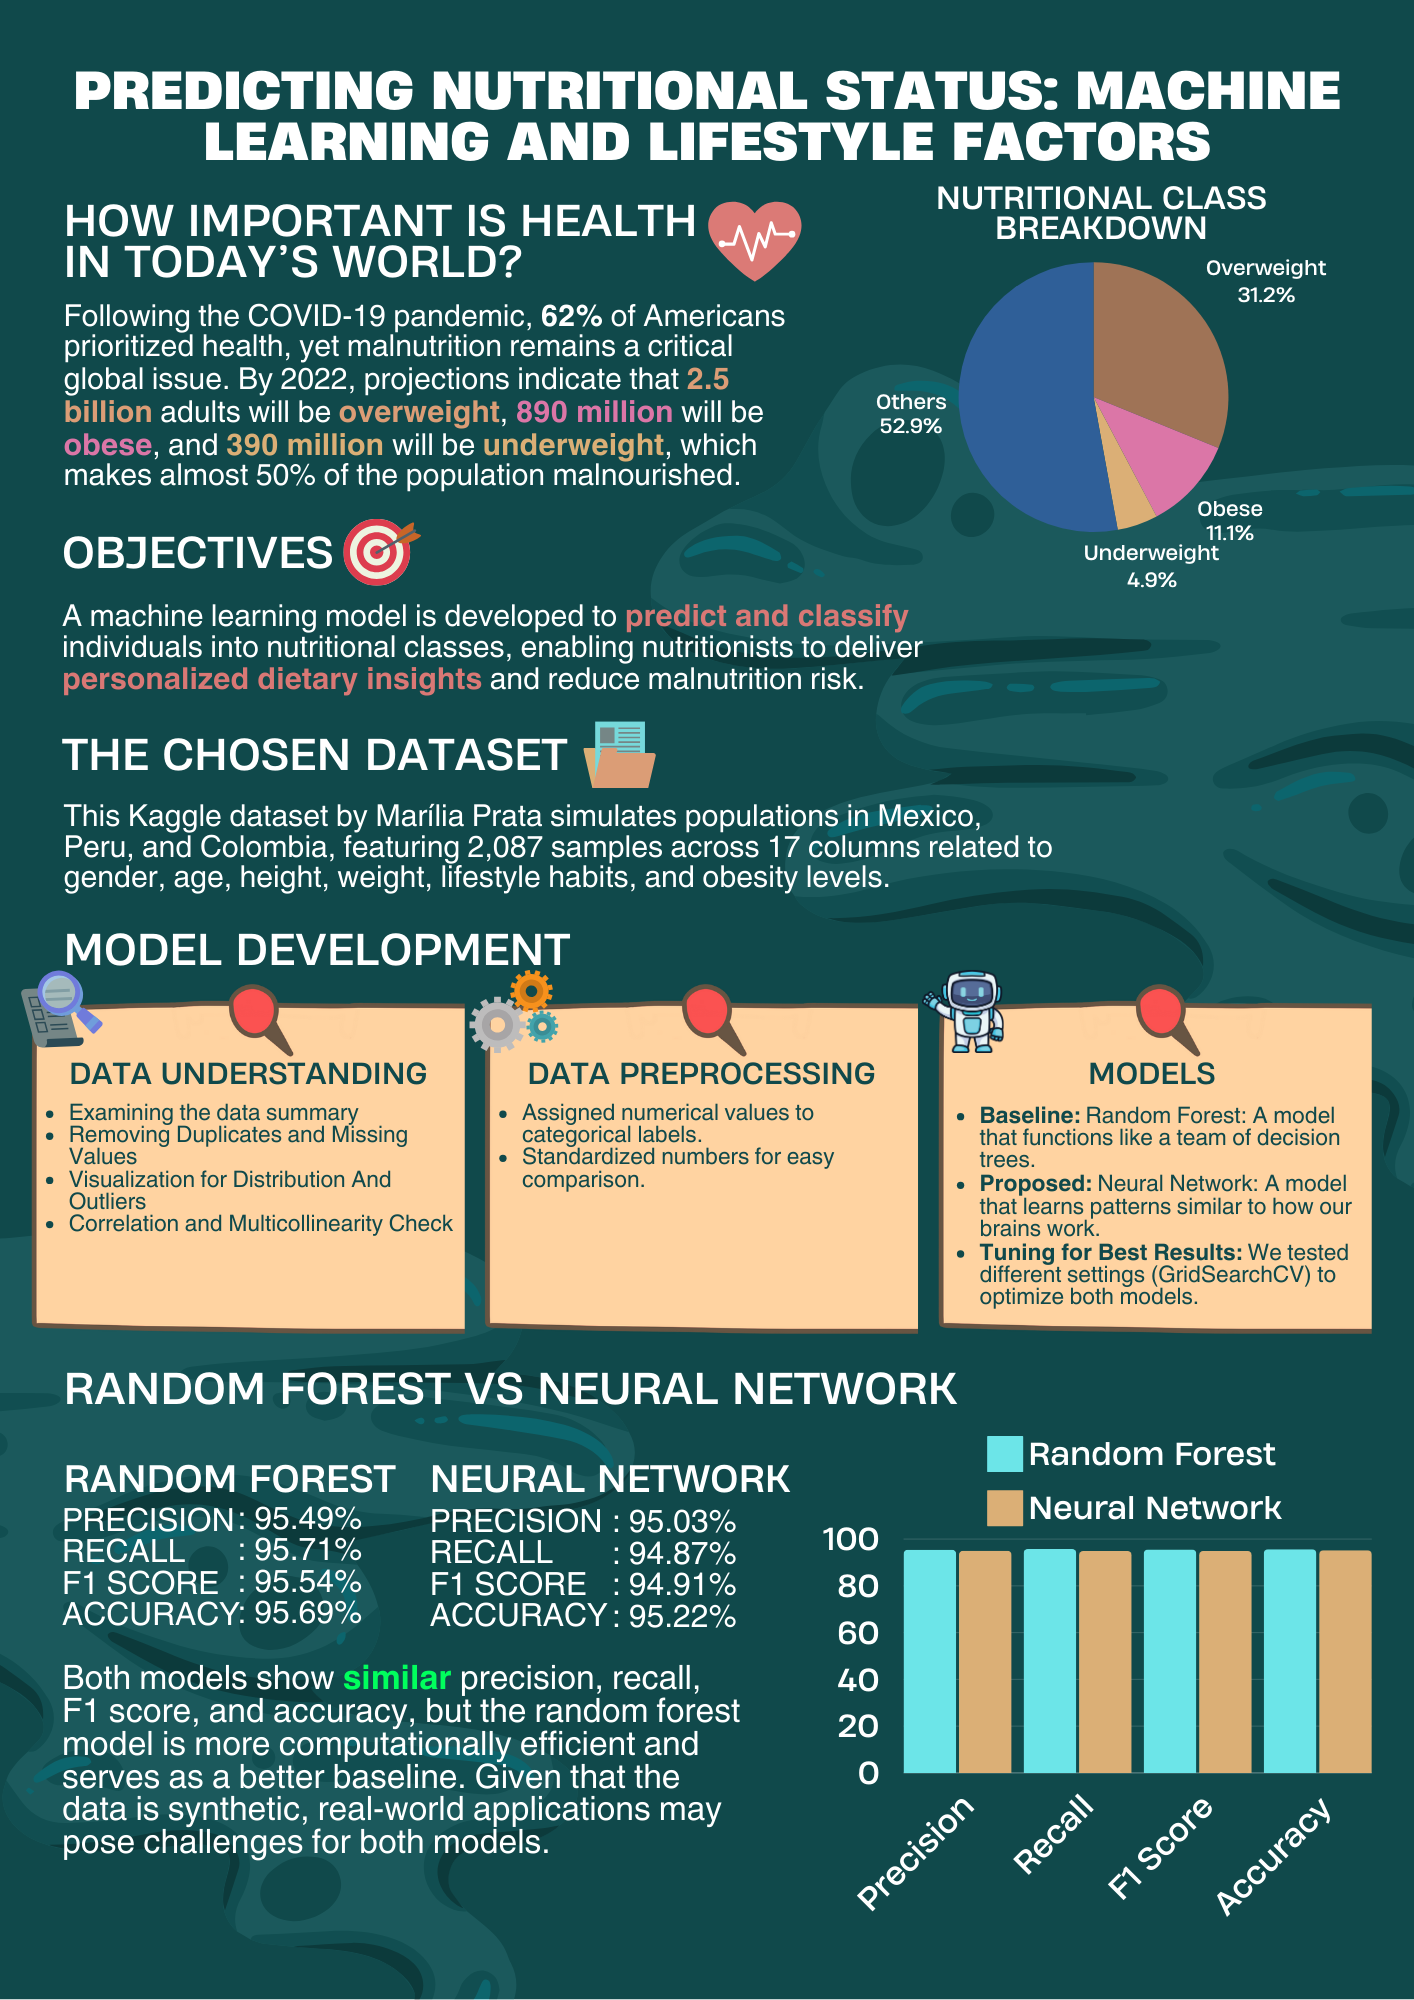 PREDICTING NUTRITIONAL STATUS: MACHINE
LEARNING AND LIFESTYLE FACTORS
HOW IMPORTANT IS HEALTH
IN TODAY'S WORLD?
Following the COVID-19 pandemic, 62% of Americans
prioritized health, yet malnutrition remains a critical
global issue. By 2022, projections indicate that 2.5
billion adults will be overweight, 890 million will be
obese, and 390 million will be underweight, which
makes almost 50% of the population malnourished.
NUTRITIONAL CLASS
BREAKDOWN
Overweight
31.2%
Others
52.9%
Obese
11.1%
Underweight
4.9%
OBJECTIVES
A machine learning model is developed to predict and classify
individuals into nutritional classes, enabling nutritionists to deliver
personalized dietary insights and reduce malnutrition risk.
THE CHOSEN DATASET
This Kaggle dataset by Marília Prata simulates populations in Mexico,
Peru, and Colombia, featuring 2,087 samples across 17 columns related to
gender, age, height, weight, lifestyle habits, and obesity levels.
MODEL DEVELOPMENT
DATA UNDERSTANDING
• Examining the data summary
• Removing Duplicates and Missing
Values
• Visualization for Distribution And
Outliers
• Correlation and Multicollinearity Check
DATA PREPROCESSING
• Assigned numerical values to
categorical labels.
• Standardized numbers for easy
comparison.
MODELS
• Baseline: Random Forest: A model
that functions like a team of decision
trees.
• Proposed: Neural Network: A model
that learns patterns similar to how our
brains work.
• Tuning for Best Results: We tested
different settings (GridSearchCV) to
optimize both models.
RANDOM FOREST VS NEURAL NETWORK
RANDOM FOREST
PRECISION : 95.49%
RECALL : 95.71%
F1 SCORE : 95.54%
ACCURACY: 95.69%
NEURAL NETWORK
PRECISION : 95.03%
RECALL : 94.87%
F1 SCORE : 94.91%
ACCURACY : 95.22%
Both models show similar precision, recall,
F1 score, and accuracy, but the random forest
model is more computationally efficient and
serves as a better baseline. Given that the
data is synthetic, real-world applications may
pose challenges for both models.
Random Forest
Neural Network
100
80
60
40
20
0
Precision
Recall
F1 Score
Accuracy